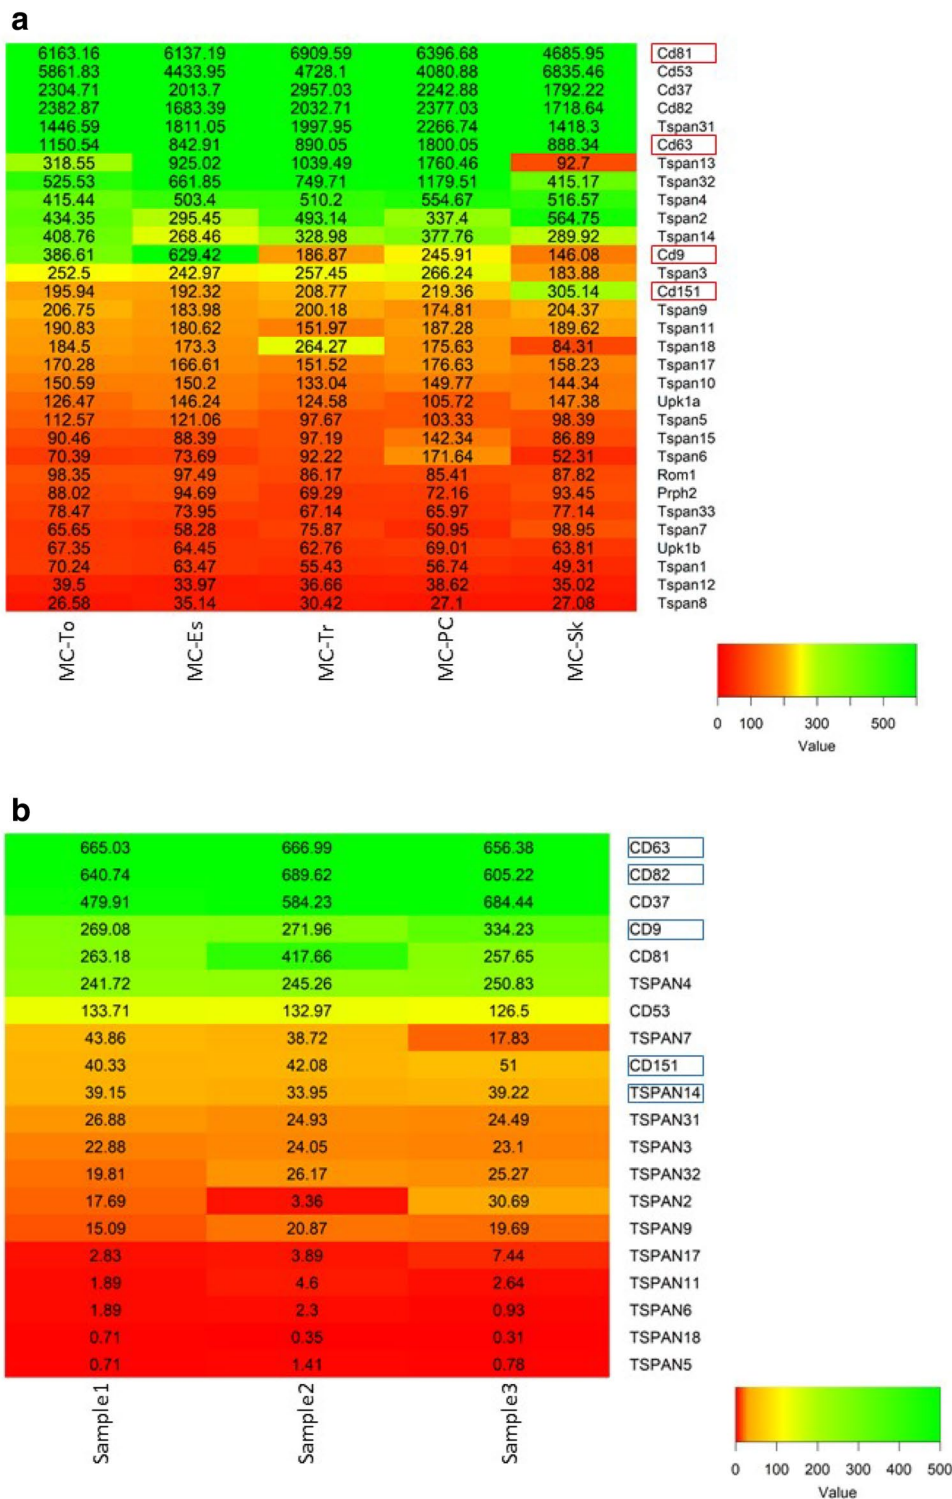 a
6163.16 6137.19 6909.59 6396.68 4685.95 Cd81
5861.83 4433.95 4728.1 4080.88 6835.46 Cd53
2304.71 2013.7 2957.03 2242.88 1792.22 Cd37
2382.87 1683.39 2032.71 2377.03 1718.64 Cd82
1446.59 1811.05 1997.95 2266.74 1418.3 Tspan31
1150.54 842.91 890.05 1800.05 888.34 Cd63
318.55 925.02 1039.49 1760.46 92.7 Tspan13
525.53 661.85 749.71 1179.51 415.17 Tspan32
415.44 503.4 510.2 554.67 516.57 Tspan4
434.35 295.45 493.14 337.4 564.75 Tspan2
408.76 268.46 328.98 377.76 289.92 Tspan14
386.61 629.42 186.87 245.91 146.08 Cd9
252.5 242.97 257.45 266.24 183.88 Tspan3
195.94 192.32 208.77 219.36 305.14 Cd151
206.75 183.98 200.18 174.81 204.37 Tspan9
190.83 180.62 151.97 187.28 189.62 Tspan11
184.5 173.3 264.27 175.63 84.31 Tspan18
170.28 166.61 151.52 176.63 158.23 Tspan17
150.59 150.2 133.04 149.77 144.34 Tspan10
126.47 146.24 124.58 105.72 147.38 Upk1a
112.57 121.06 97.67 103.33 98.39 Tspan5
90.46 88.39 97.19 142.34 86.89 Tspan15
70.39 73.69 92.22 171.64 52.31 Tspan6
98.35 97.49 86.17 85.41 87.82 Rom1
88.02 94.69 69.29 72.16 93.45 Prph2
78.47 73.95 67.14 65.97 77.14 Tspan33
65.65 58.28 75.87 50.95 98.95 Tspan7
67.35 64.45 62.76 69.01 63.81 Upk1b
70.24 63.47 55.43 56.74 49.31 Tspan1
39.5 33.97 36.66 38.62 35.02 Tspan12
26.58 35.14 30.42 27.1 27.08 Tspan8
MC-To MC-Es MC-Tr MC-PC MC-Sk
0 100 300 500
Value
b
665.03 666.99 656.38 CD63
640.74 689.62 605.22 CD82
479.91 584.23 684.44 CD37
269.08 271.96 334.23 CD9
263.18 417.66 257.65 CD81
241.72 245.26 250.83 TSPAN4
133.71 132.97 126.5 CD53
43.86 38.72 17.83 TSPAN7
40.33 42.08 51 CD151
39.15 33.95 39.22 TSPAN14
26.88 24.93 24.49 TSPAN31
22.88 24.05 23.1 TSPAN3
19.81 26.17 25.27 TSPAN32
17.69 3.36 30.69 TSPAN2
15.09 20.87 19.69 TSPAN9
2.83 3.89 7.44 TSPAN17
1.89 4.6 2.64 TSPAN11
1.89 2.3 0.93 TSPAN6
0.71 0.35 0.31 TSPAN18
0.71 1.41 0.78 TSPAN5
Sample1 Sample2 Sample3
0 100 200 300 400 500
Value